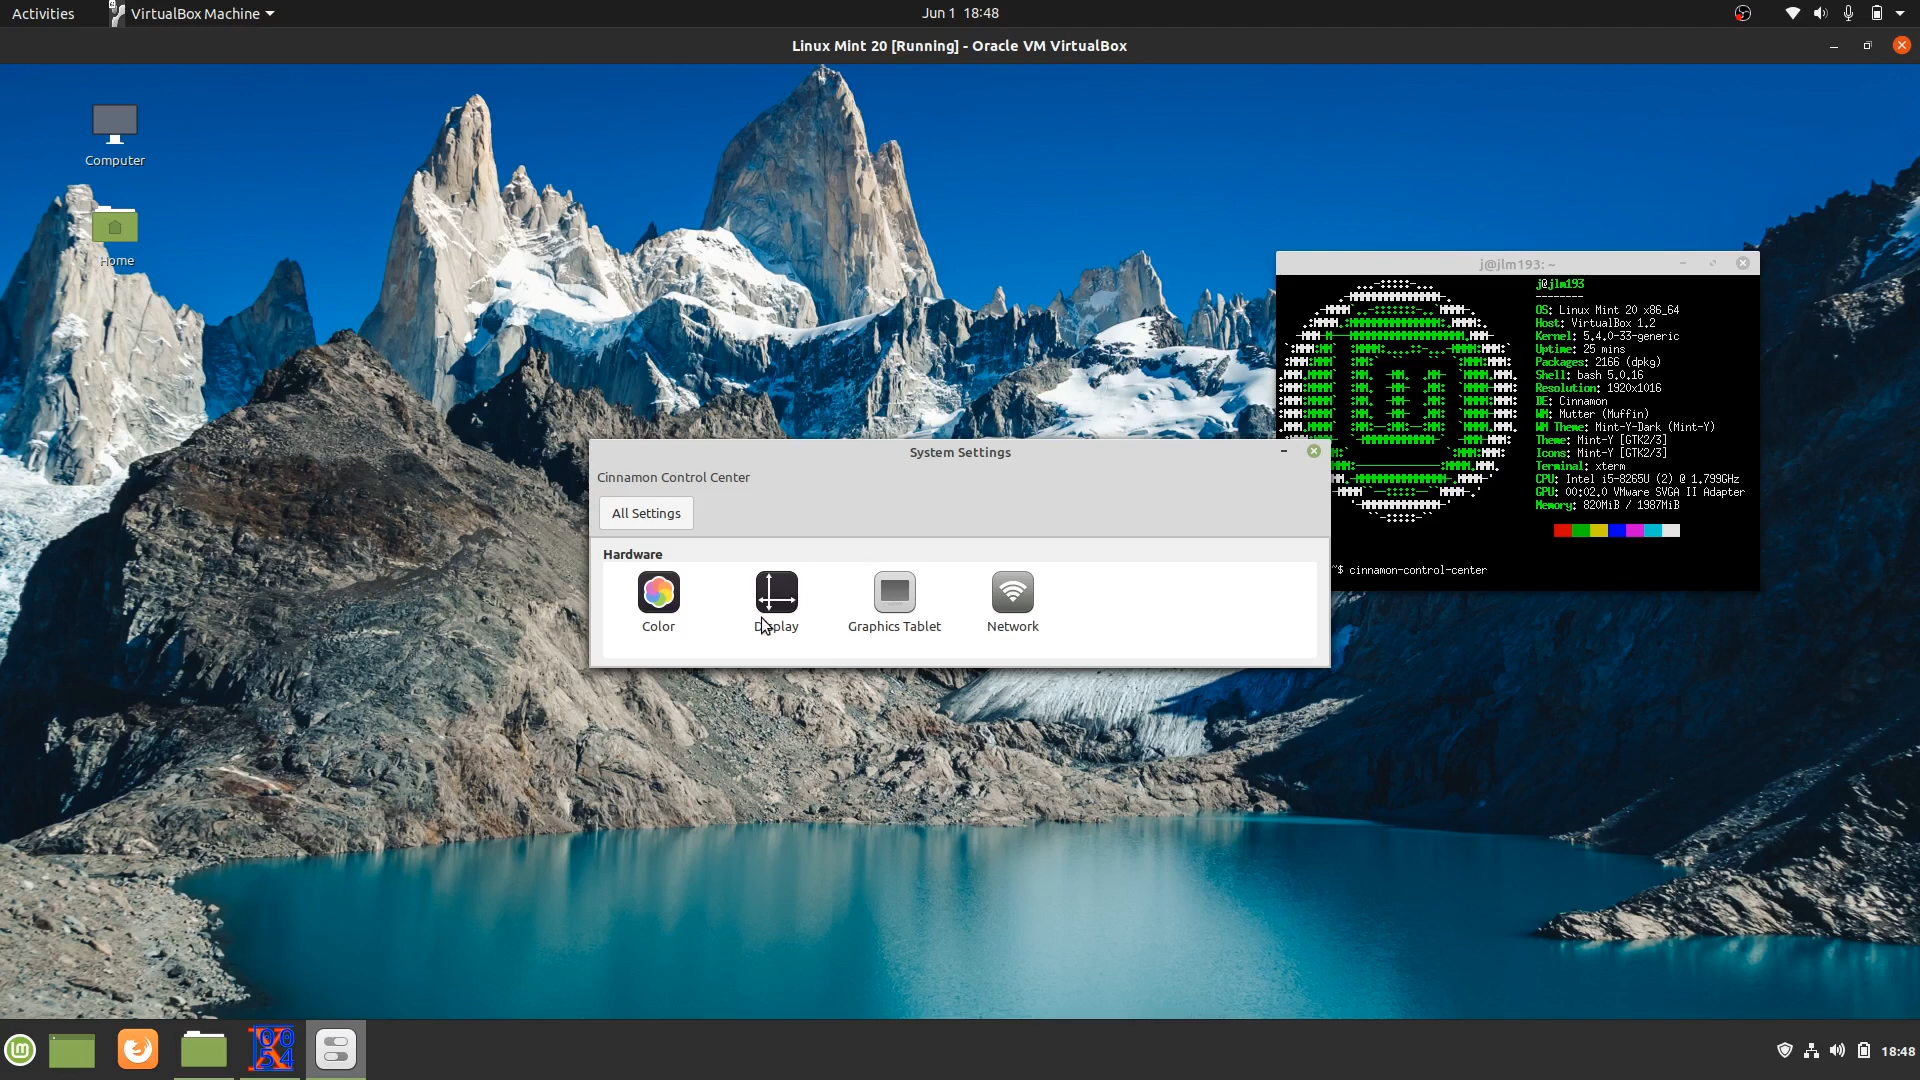 Activities
VirtualBox Machine
Jun 1 18:48
Linux Mint 20 [Running] - Oracle VM VirtualBox
Computer
Home
j@jlm193: ~
j@jlm193
--------
OS: Linux Mint 20 x86_64
Host: VirtualBox 1.2
Kernel: 5.4.0-33-generic
Uptime: 25 mins
Packages: 2166 (dpkg)
Shell: bash 5.0.16
Resolution: 1920x1016
DE: Cinnamon
WM: Mutter (Muffin)
WM Theme: Mint-Y-Dark (Mint-Y)
Theme: Mint-Y [GTK2/3]
Icons: Mint-Y [GTK2/3]
Terminal: xterm
CPU: Intel i5-8265U (2) @ 1.799GHz
GPU: 00:02.0 VMware SVGA II Adapter
Memory: 820MiB / 1987MiB
~$ cinnamon-control-center
System Settings
Cinnamon Control Center
All Settings
Hardware
Color
Display
Graphics Tablet
Network
18:48